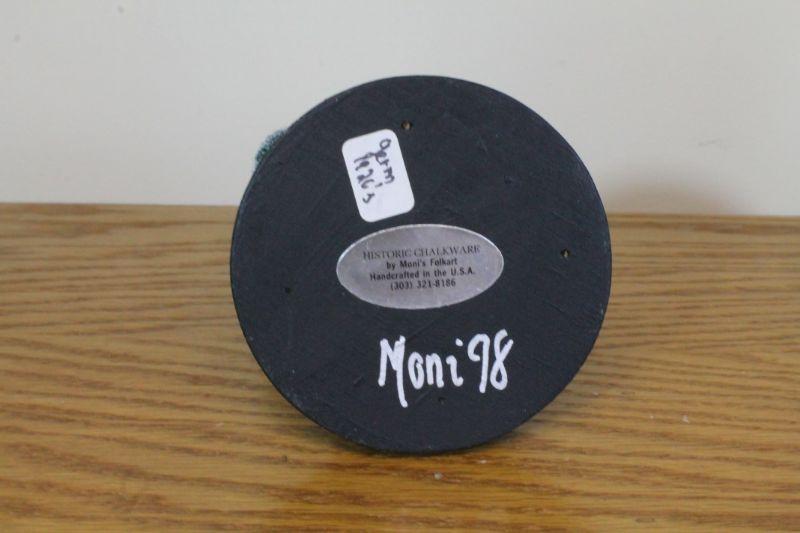 germ
1920's
HISTORIC CHALKWARE
by Moni's Folkart
Handcrafted in the U.S.A.
(303) 321-8186
Moni '98